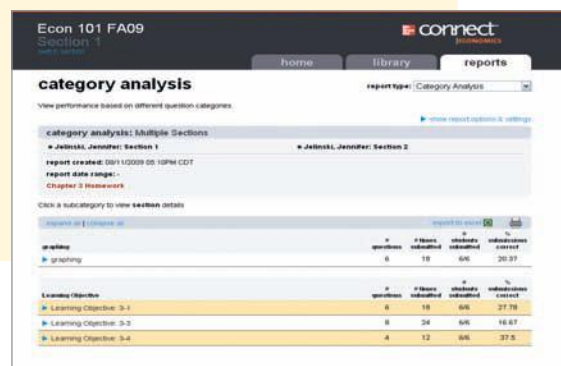 Econ 101 FA09
Section 1
connect
ECONOMICS
home library reports
category analysis
report type: Category Analysis
View performance based on different question categories.
show report options & settings
category analysis: Multiple Sections
Jelinski, Jennifer: Section 1 Jelinski, Jennifer: Section 2
report created: 08/11/2009 05:10PM CDT
report date range: -
Chapter 3 Homework
Click a subcategory to view section details
expand all | collapse all export to excel
graphing # questions # times submitted # students submitted % submissions correct
graphing 6 18 6/6 20.37
Learning Objective # questions # times submitted # students submitted % submissions correct
Learning Objective: 3-1 6 18 6/6 27.78
Learning Objective: 3-3 8 24 6/6 16.67
Learning Objective: 3-4 4 12 6/6 37.5